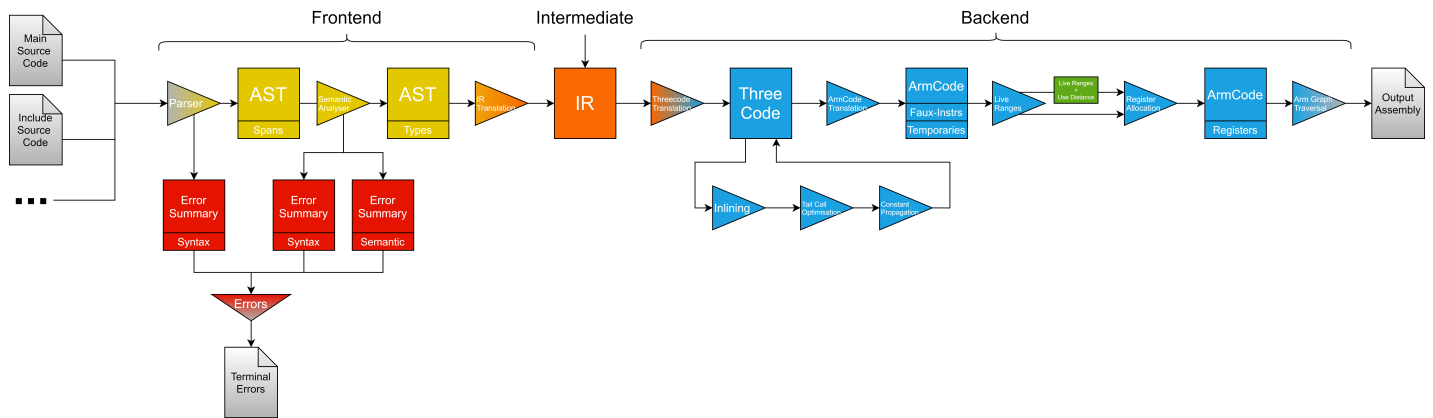 Frontend
Intermediate
Backend
Main
Source
Code
Include
Source
Code
Parser
AST
Spans
Semantic
Analyser
AST
Types
IR
Translation
IR
Threecode
Translation
Three
Code
ArmCode
Translation
ArmCode
Faux-Instrs
Temporaries
Live
Ranges
Live Ranges
+
Use Distance
Register
Allocation
ArmCode
Registers
Arm Graph
Traversal
Output
Assembly
Error
Summary
Syntax
Error
Summary
Syntax
Error
Summary
Semantic
Inlining
Tail Call
Optimisation
Constant
Propagation
Errors
Terminal
Errors